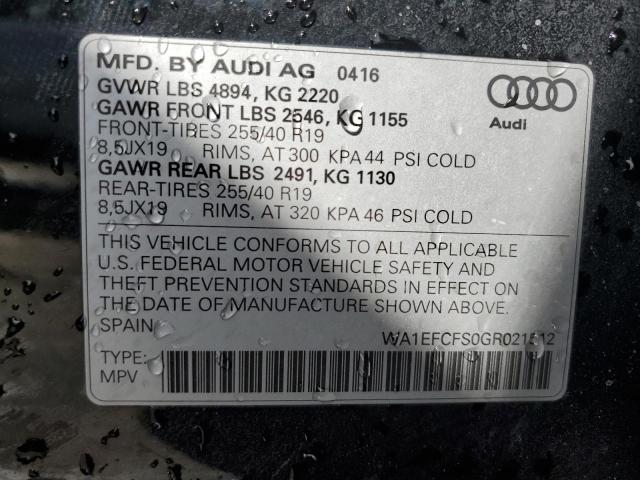 MFD. BY AUDI AG 0416
GVWR LBS 4894, KG 2220
GAWR FRONT LBS 2546, KG 1155
FRONT-TIRES 255/40 R19
8,5JX19 RIMS, AT 300 KPA 44 PSI COLD
GAWR REAR LBS 2491, KG 1130
REAR-TIRES 255/40 R19
8,5JX19 RIMS, AT 320 KPA 46 PSI COLD
Audi
THIS VEHICLE CONFORMS TO ALL APPLICABLE
U.S. FEDERAL MOTOR VEHICLE SAFETY AND
THEFT PREVENTION STANDARDS IN EFFECT ON
THE DATE OF MANUFACTURE SHOWN ABOVE.
SPAIN
TYPE:
MPV